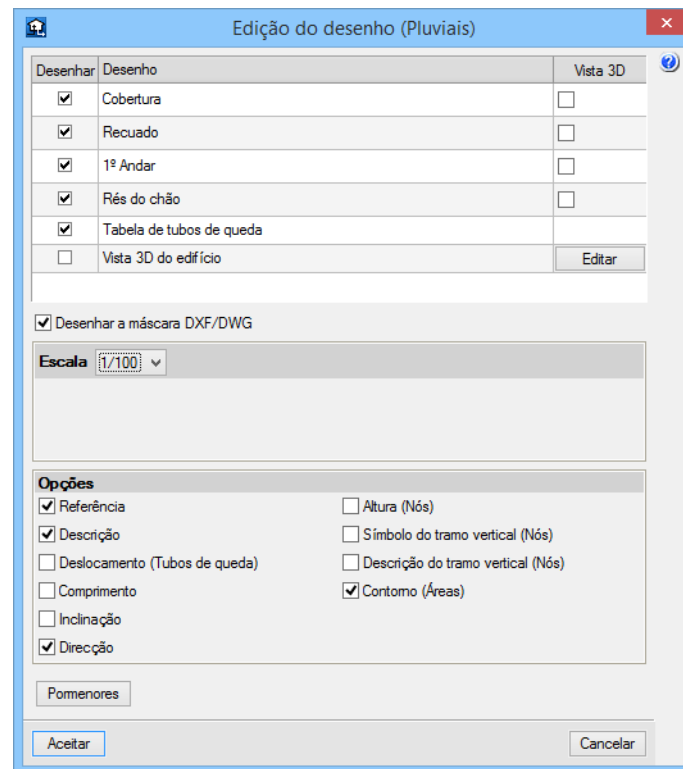 Edição do desenho (Pluviais)
Desenhar Desenho Vista 3D
Cobertura
Recuado
1º Andar
Rés do chão
Tabela de tubos de queda
Vista 3D do edifício Editar
Desenhar a máscara DXF/DWG
Escala 1/100
Opções
Referência Altura (Nós)
Descrição Símbolo do tramo vertical (Nós)
Deslocamento (Tubos de queda) Descrição do tramo vertical (Nós)
Comprimento Contorno (Áreas)
Inclinação
Direcção
Pormenores
Aceitar Cancelar